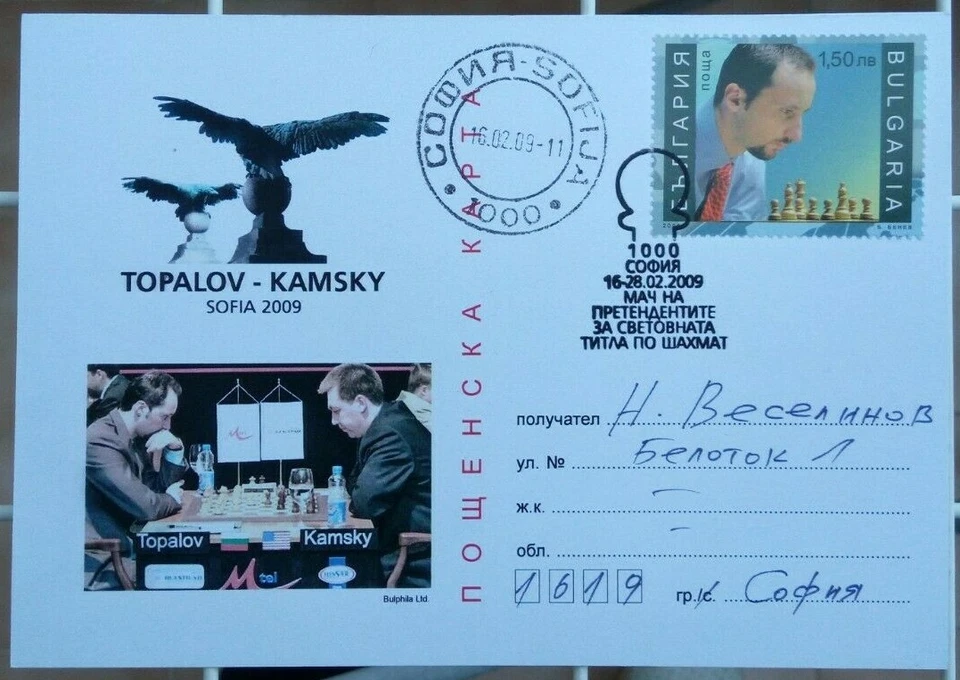 TOPALOV - KAMSKY
SOFIA 2009
Topalov
Kamsky
M tel
Bulphila Ltd.
ПОЩЕНСКА КАРТА
СОФИЯ-SOFIJA
16.02.09-11
1000
БЪЛГАРИЯ
поща
1,50 лв
BULGARIA
1000
СОФИЯ
16-28.02.2009
МАЧ НА
ПРЕТЕНДЕНТИТЕ
ЗА СВЕТОВНАТА
ТИТЛА ПО ШАХМАТ
получател Н. Веселинов
ул. № Белоток 1
ж.к. —
обл. —
1619 гр./с. София